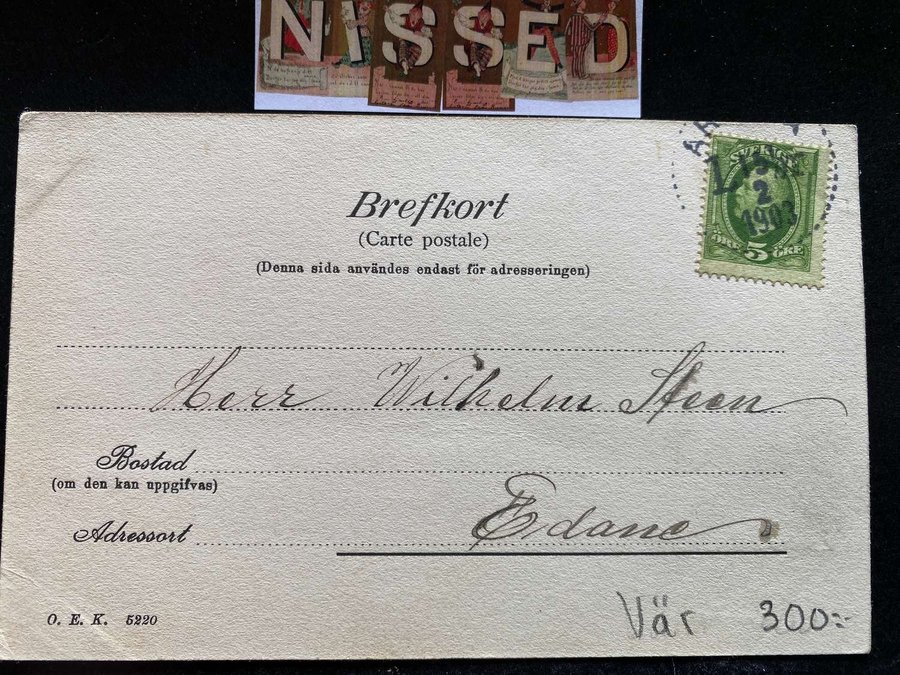 NISSED
Brefkort
(Carte postale)
(Denna sida användes endast för adresseringen)
SVERIGE
2
1903
5
ÖRE ÖRE
Herr Wilhelm Steen
Bostad
(om den kan uppgifvas)
Edane
Adressort
O. E. K. 5220
Vär 300:-